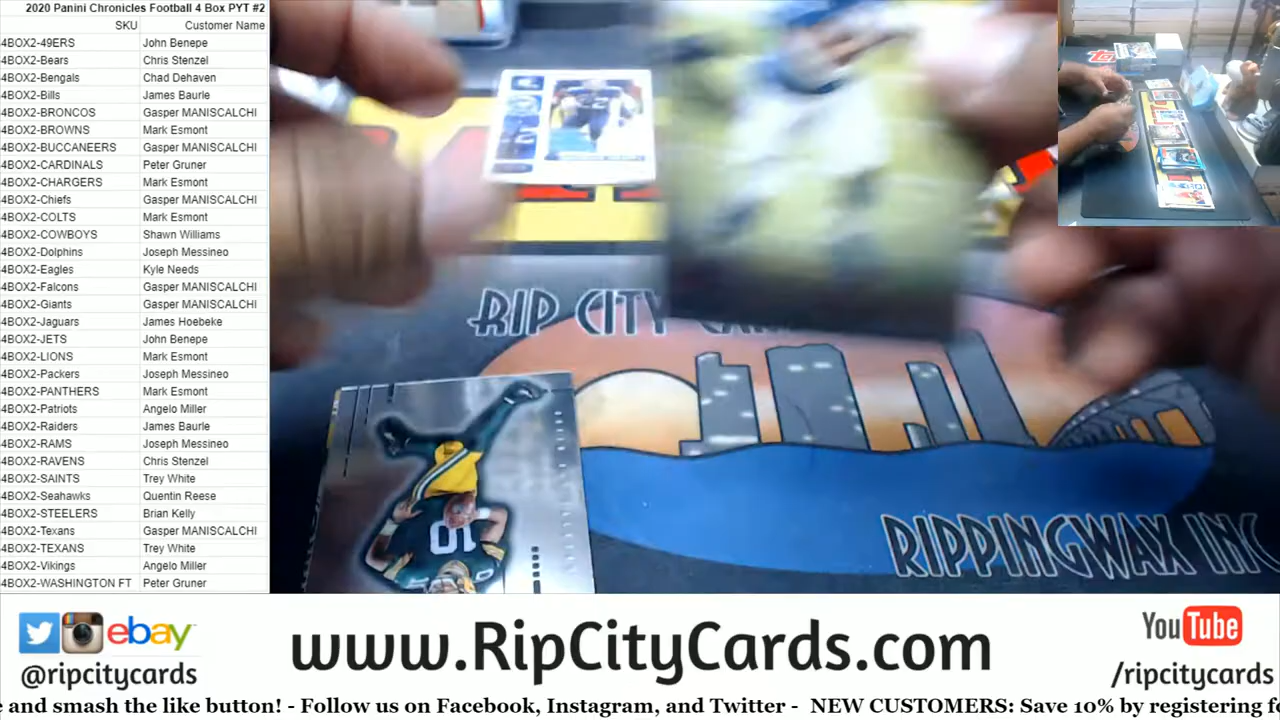 2020 Panini Chronicles Football 4 Box PYT #2
SKU Customer Name
4BOX2-49ERS John Benepe
4BOX2-Bears Chris Stenzel
4BOX2-Bengals Chad Dehaven
4BOX2-Bills James Baurle
4BOX2-BRONCOS Gasper MANISCALCHI
4BOX2-BROWNS Mark Esmont
4BOX2-BUCCANEERS Gasper MANISCALCHI
4BOX2-CARDINALS Peter Gruner
4BOX2-CHARGERS Mark Esmont
4BOX2-Chiefs Gasper MANISCALCHI
4BOX2-COLTS Mark Esmont
4BOX2-COWBOYS Shawn Williams
4BOX2-Dolphins Joseph Messineo
4BOX2-Eagles Kyle Needs
4BOX2-Falcons Gasper MANISCALCHI
4BOX2-Giants Gasper MANISCALCHI
4BOX2-Jaguars James Hoebeke
4BOX2-JETS John Benepe
4BOX2-LIONS Mark Esmont
4BOX2-Packers Joseph Messineo
4BOX2-PANTHERS Mark Esmont
4BOX2-Patriots Angelo Miller
4BOX2-Raiders James Baurle
4BOX2-RAMS Joseph Messineo
4BOX2-RAVENS Chris Stenzel
4BOX2-SAINTS Trey White
4BOX2-Seahawks Quentin Reese
4BOX2-STEELERS Brian Kelly
4BOX2-Texans Gasper MANISCALCHI
4BOX2-TEXANS Trey White
4BOX2-Vikings Angelo Miller
4BOX2-WASHINGTON FT Peter Gruner
RIP CITY
10
RIPPINGWAX INC
ebay
@ripcitycards
www.RipCityCards.com
YouTube
/ripcitycards
e and smash the like button! - Follow us on Facebook, Instagram, and Twitter - NEW CUSTOMERS: Save 10% by registering fo